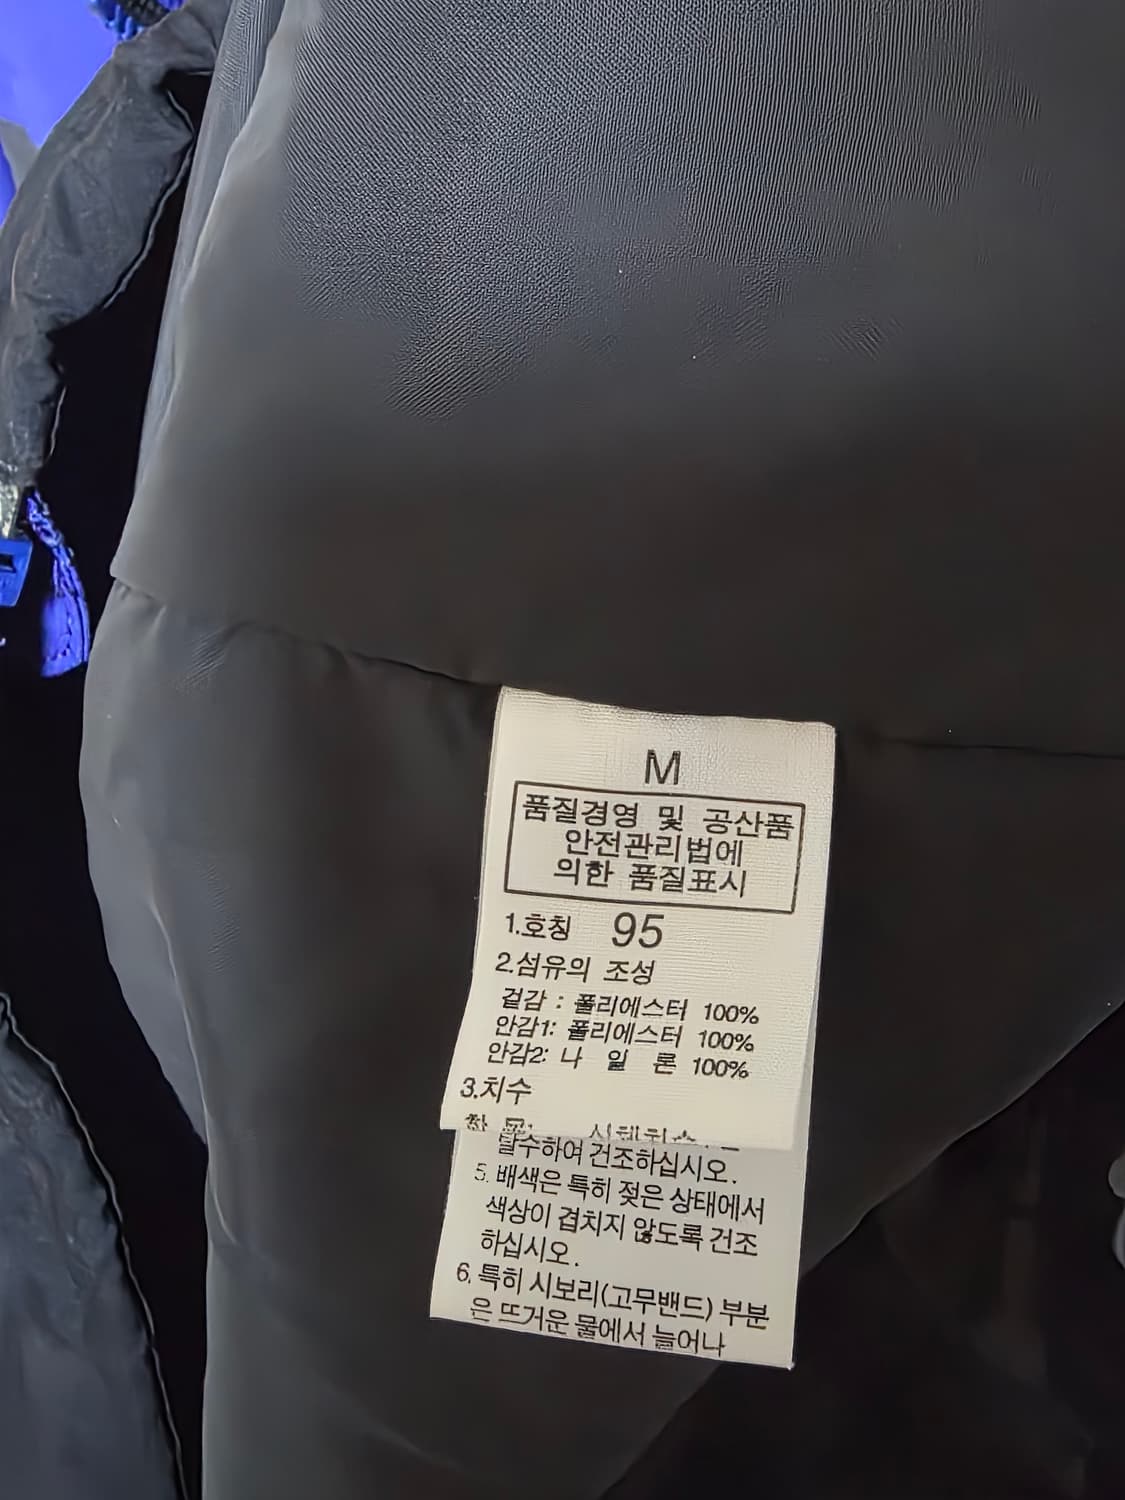 M
품질경영 및 공산품
안전관리법에
의한 품질표시
1.호칭 95
2.섬유의 조성
겉감 : 폴리에스터 100%
안감1: 폴리에스터 100%
안감2: 나 일 론 100%
3.치수
탈수하여 건조하십시오.
5. 배색은 특히 젖은 상태에서
색상이 겹치지 않도록 건조
하십시오.
6. 특히 시보리(고무밴드) 부분
은 뜨거운 물에서 늘어나